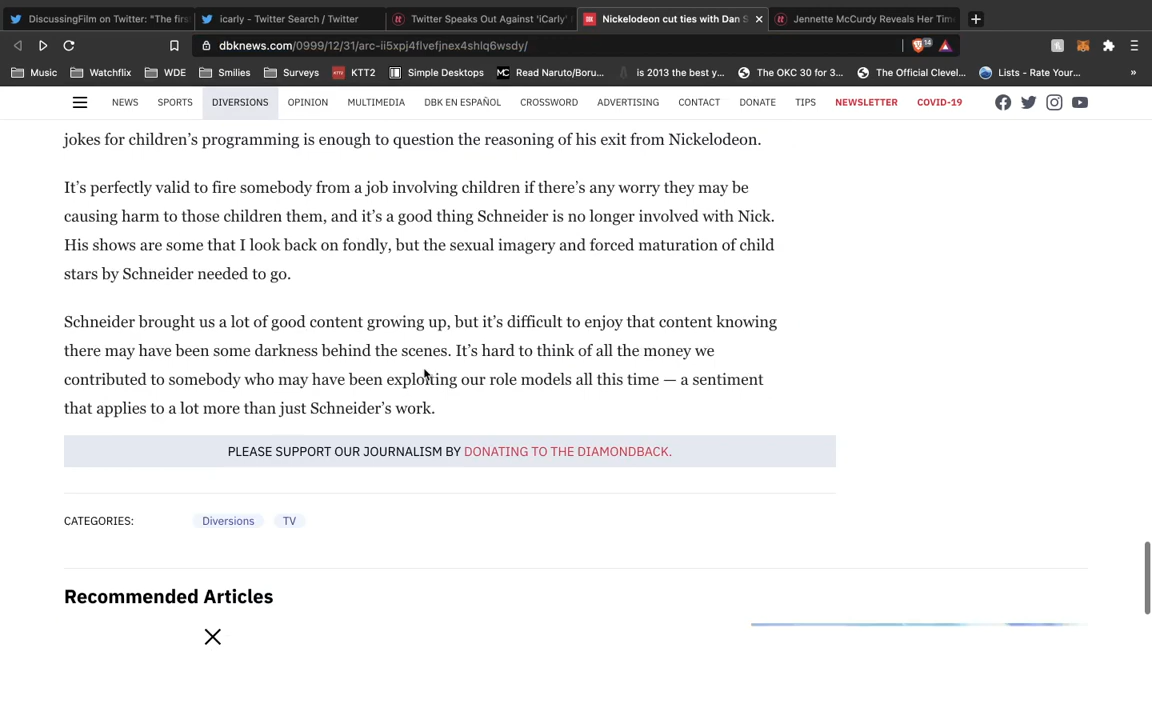 DiscussingFilm on Twitter: "The firs
icarly - Twitter Search / Twitter
Twitter Speaks Out Against 'iCarly'
Nickelodeon cut ties with Dan S
Jennette McCurdy Reveals Her Tim
dbknews.com/0999/12/31/arc-ii5xpj4flvefjnex4shlq6wsdy/
14
Music Watchflix WDE Smilies Surveys KTT2 Simple Desktops MC Read Naruto/Boru... is 2013 the best y... The OKC 30 for 3... The Official Clevel... Lists - Rate Your... »
NEWS SPORTS DIVERSIONS OPINION MULTIMEDIA DBK EN ESPAÑOL CROSSWORD ADVERTISING CONTACT DONATE TIPS NEWSLETTER COVID-19
jokes for children's programming is enough to question the reasoning of his exit from Nickelodeon.
It's perfectly valid to fire somebody from a job involving children if there's any worry they may be
causing harm to those children them, and it's a good thing Schneider is no longer involved with Nick.
His shows are some that I look back on fondly, but the sexual imagery and forced maturation of child
stars by Schneider needed to go.
Schneider brought us a lot of good content growing up, but it's difficult to enjoy that content knowing
there may have been some darkness behind the scenes. It's hard to think of all the money we
contributed to somebody who may have been exploiting our role models all this time — a sentiment
that applies to a lot more than just Schneider's work.
PLEASE SUPPORT OUR JOURNALISM BY DONATING TO THE DIAMONDBACK.
CATEGORIES: Diversions TV
Recommended Articles